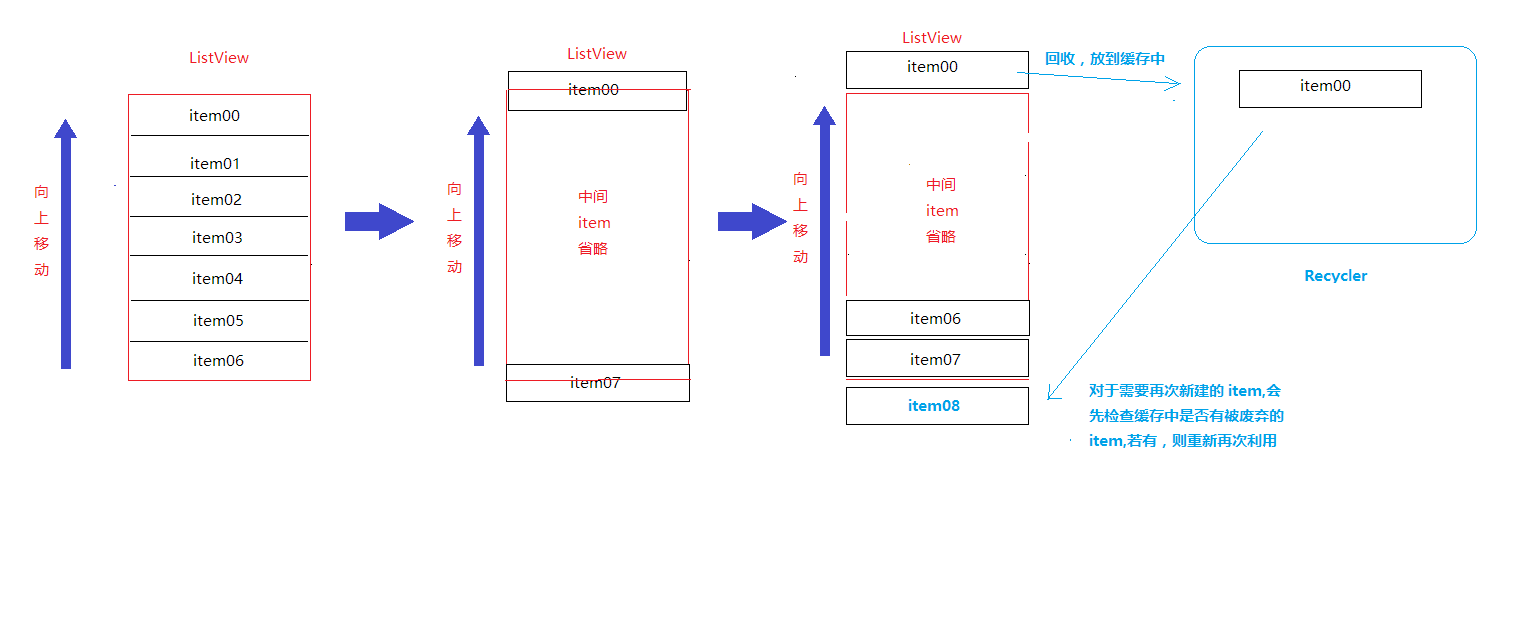 ListView
item00
item01
item02
item03
item04
item05
item06
向
上
移
动
ListView
item00
向
上
移
动
中间
item
省略
item07
ListView
item00
向
上
移
动
中间
item
省略
item06
item07
item08
回收，放到缓存中
item00
Recycler
对于需要再次新建的 item,会
先检查缓存中是否有被废弃的
item,若有，则重新再次利用